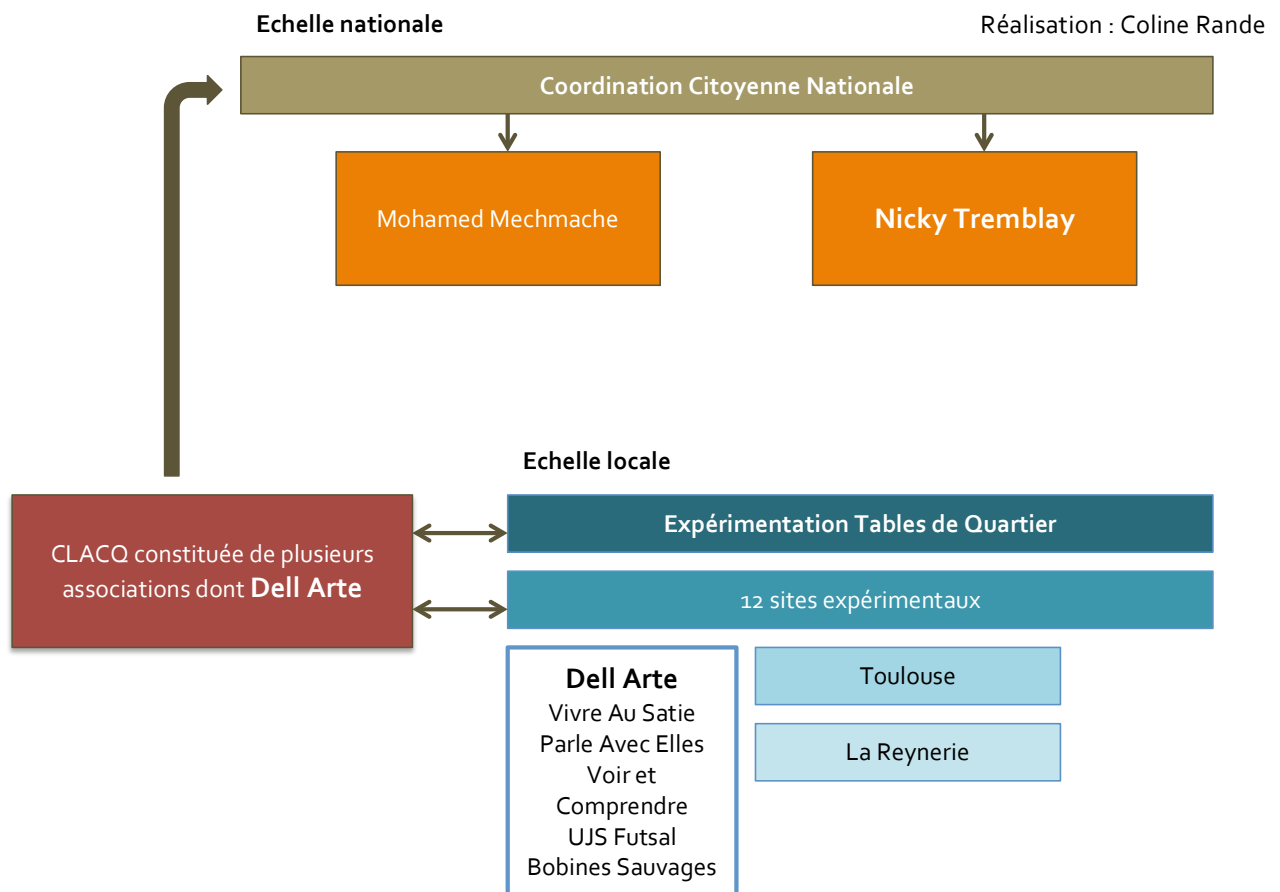 Echelle nationale
Réalisation : Coline Rande
Coordination Citoyenne Nationale
Mohamed Mechmache
Nicky Tremblay
Echelle locale
CLACQ constituée de plusieurs
associations dont Dell Arte
Expérimentation Tables de Quartier
12 sites expérimentaux
Dell Arte
Vivre Au Satie
Parle Avec Elles
Voir et
Comprendre
UJS Futsal
Bobines Sauvages
Toulouse
La Reynerie